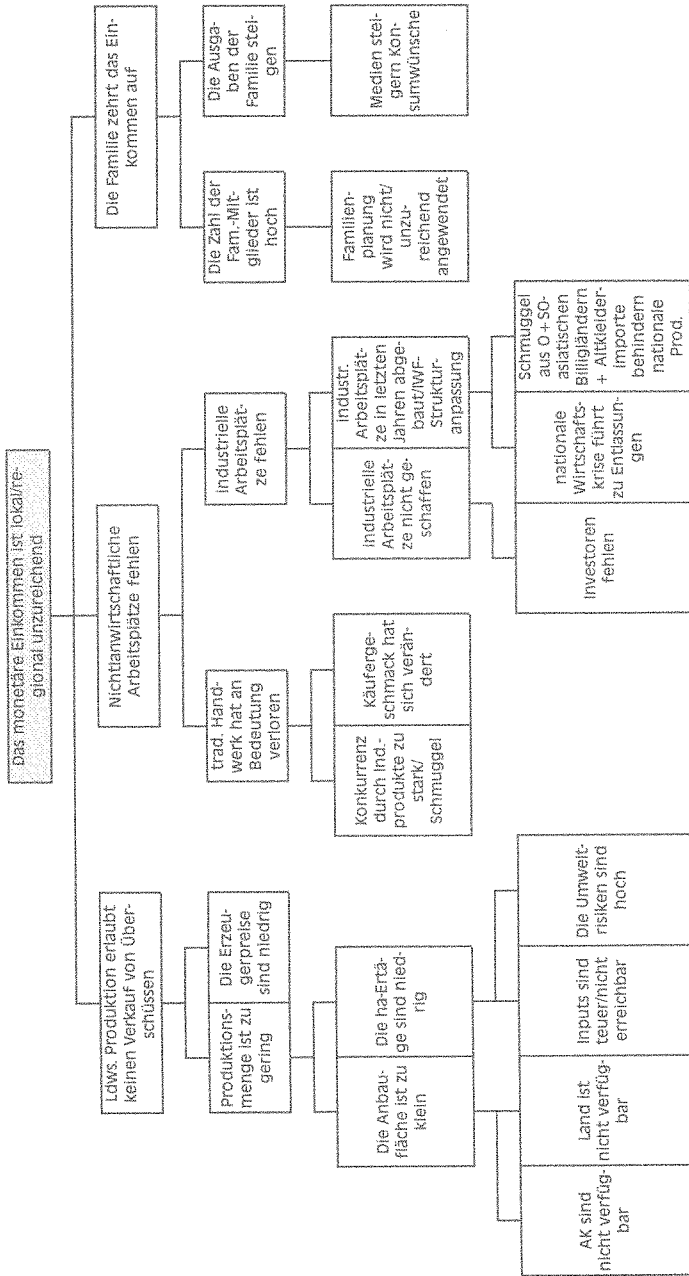 Das monetäre Einkommen ist lokal/re-
gional unzureichend
Ldws. Produktion erlaubt
keinen Verkauf von Über-
schüssen
Nichtlanwirtschaftliche
Arbeitsplätze fehlen
Die Familie zehrt das Ein-
kommen auf
Produktions-
menge ist zu
gering
Die Erzeu-
gerpreise
sind niedrig
trad. Hand-
werk hat an
Bedeutung
verloren
industrielle
Arbeitsplät-
ze fehlen
Die Zahl der
Fam.-Mit-
glieder ist
hoch
Die Ausga-
ben der
Familie stei-
gen
Die Anbau-
fläche ist zu
klein
Die ha-Erträ-
ge sind nied-
rig
Konkurrenz
durch Ind.-
produkte zu
stark/
Schmuggel
Käuferge-
schmack hat
sich verän-
dert
industrielle
Arbeitsplät-
ze nicht ge-
schaffen
industr.
Arbeitsplät-
ze in letzten
Jahren abge-
baut/IWF-
Struktur-
anpassung
Familien-
planung
wird nicht/
unzu-
reichend
angewendet
Medien stei-
gern Kon-
sumwünsche
AK sind
nicht verfüg-
bar
Land ist
nicht verfüg-
bar
Inputs sind
teuer/nicht
erreichbar
Die Umwelt-
risiken sind
hoch
Investoren
fehlen
nationale
Wirtschafts-
krise führt
zu Entlassun-
gen
Schmuggel
aus O + SO-
asiatischen
Billigländern
+ Altkleider-
importe
behindern
nationale
Prod.